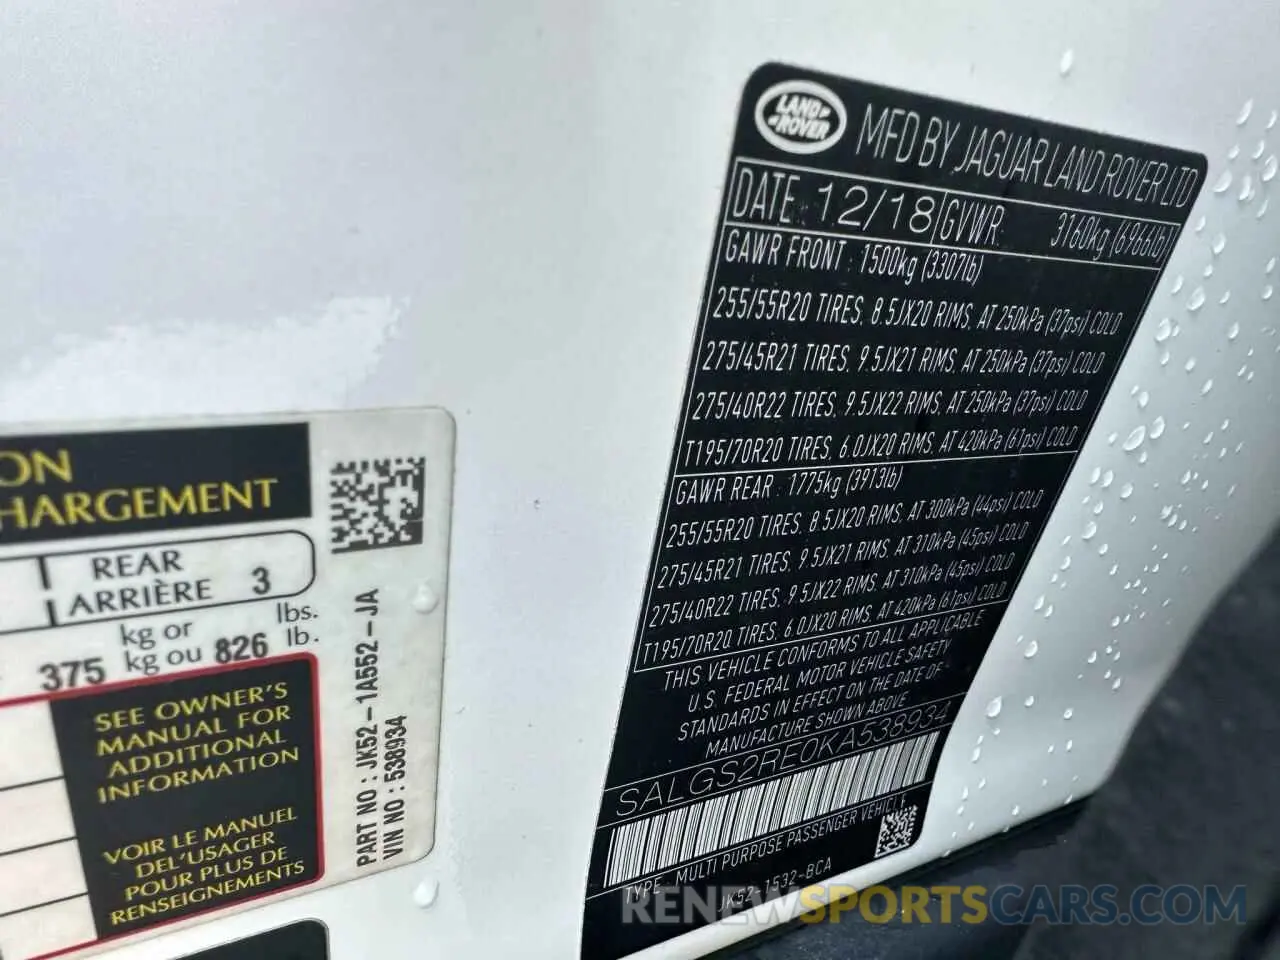 ON
HARGEMENT
REAR
ARRIÈRE 3
kg or lbs.
375 kg ou 826 lb.
SEE OWNER'S
MANUAL FOR
ADDITIONAL
INFORMATION
VOIR LE MANUEL
DEL'USAGER
POUR PLUS DE
RENSEIGNEMENTS
PART NO : JK52-1A552-JA
VIN NO : 538934
LAND
ROVER
MFD BY JAGUAR LAND ROVER LTD
DATE 12/18 GVWR 3160kg (6966lb)
GAWR FRONT : 1500kg (3307lb)
255/55R20 TIRES, 8.5JX20 RIMS, AT 250kPa (37psi) COLD
275/45R21 TIRES, 9.5JX21 RIMS, AT 250kPa (37psi) COLD
275/40R22 TIRES, 9.5JX22 RIMS, AT 250kPa (37psi) COLD
T195/70R20 TIRES, 6.0JX20 RIMS, AT 420kPa (61psi) COLD
GAWR REAR : 1775kg (3913lb)
255/55R20 TIRES, 8.5JX20 RIMS, AT 300kPa (44psi) COLD
275/45R21 TIRES, 9.5JX21 RIMS, AT 310kPa (45psi) COLD
275/40R22 TIRES, 9.5JX22 RIMS, AT 310kPa (45psi) COLD
T195/70R20 TIRES, 6.0JX20 RIMS, AT 420kPa (61psi) COLD
THIS VEHICLE CONFORMS TO ALL APPLICABLE
U.S. FEDERAL MOTOR VEHICLE SAFETY
STANDARDS IN EFFECT ON THE DATE OF
MANUFACTURE SHOWN ABOVE
SALGS2RE0KA538934
TYPE - MULTI PURPOSE PASSENGER VEHICLE
JK52-1532-BCA
RENEWSPORTSCARS.COM